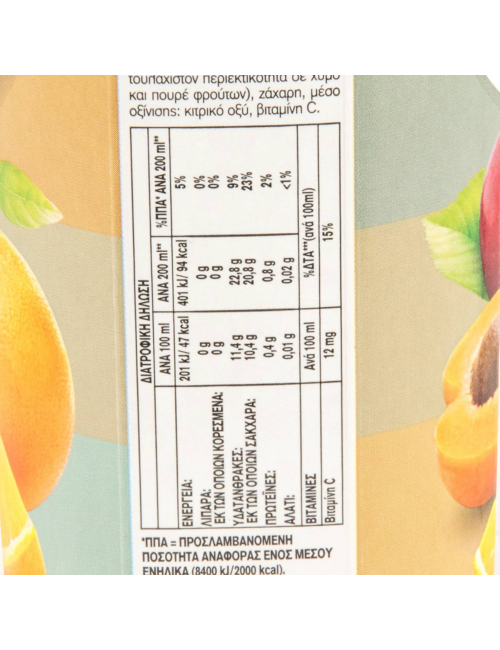 τουλάχιστον περιεκτικότητα σε χυμό
και πουρέ φρούτων), ζάχαρη, μέσο
οξίνισης: κιτρικό οξύ, βιταμίνη C.
ΔΙΑΤΡΟΦΙΚΗ ΔΗΛΩΣΗ
ΑΝΑ 100 ml ΑΝΑ 200 ml** %ΠΠΑ* ΑΝΑ 200 ml**
ΕΝΕΡΓΕΙΑ: 201 kJ/ 47 kcal 401 kJ/ 94 kcal 5%
ΛΙΠΑΡΑ: 0 g 0 g 0%
ΕΚ ΤΩΝ ΟΠΟΙΩΝ ΚΟΡΕΣΜΕΝΑ: 0 g 0 g 0%
ΥΔΑΤΑΝΘΡΑΚΕΣ: 11,4 g 22,8 g 9%
ΕΚ ΤΩΝ ΟΠΟΙΩΝ ΣΑΚΧΑΡΑ: 10,4 g 20,8 g 23%
ΠΡΩΤΕΪΝΕΣ: 0,4 g 0,8 g 2%
ΑΛΑΤΙ: 0,01 g 0,02 g <1%
ΒΙΤΑΜΙΝΕΣ Ανά 100 ml %ΔΤΑ***(ανά 100ml)
Βιταμίνη C 12 mg 15%
*ΠΠΑ = ΠΡΟΣΛΑΜΒΑΝΟΜΕΝΗ
ΠΟΣΟΤΗΤΑ ΑΝΑΦΟΡΑΣ ΕΝΟΣ ΜΕΣΟΥ
ΕΝΗΛΙΚΑ (8400 kJ/2000 kcal).